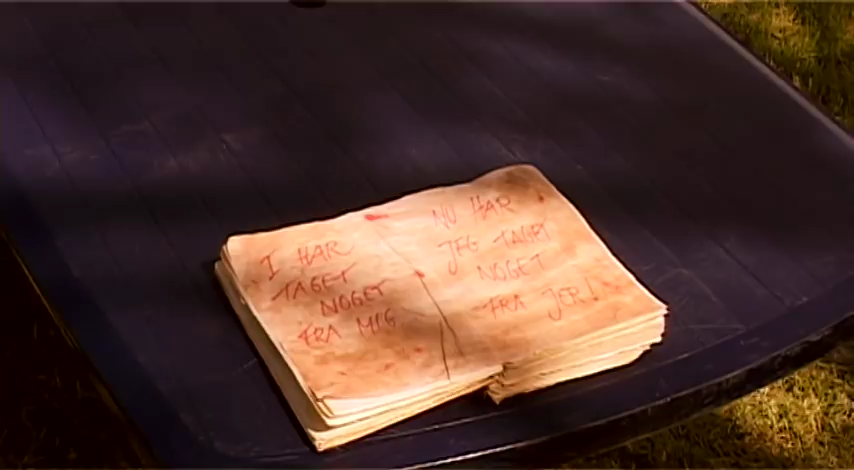 I HAR
TAGET
NOGET
FRA MIG
NU HAR
JEG TAGET
NOGET
FRA JER!